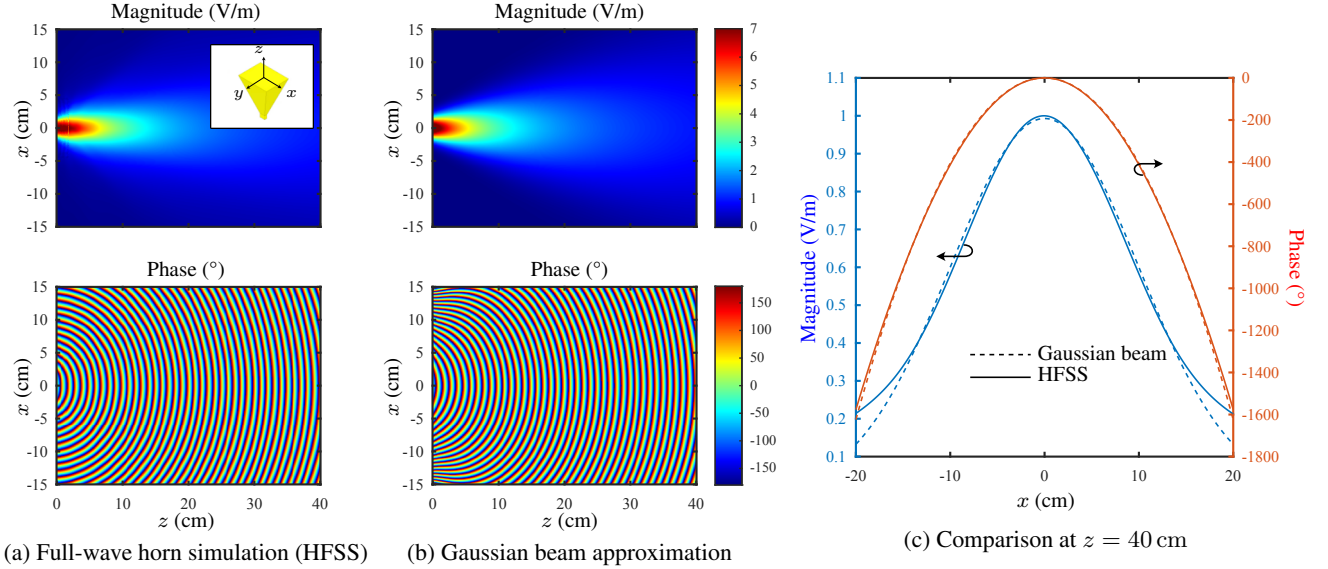 Magnitude (V/m)
15
10
5
0
-5
-10
-15
x (cm)
z
y
x
Magnitude (V/m)
15
10
5
0
-5
-10
-15
x (cm)
7
6
5
4
3
2
1
0
Phase (°)
15
10
5
0
-5
-10
-15
x (cm)
0 10 20 30 40
z (cm)
Phase (°)
15
10
5
0
-5
-10
-15
x (cm)
0 10 20 30 40
z (cm)
150
100
50
0
-50
-100
-150
(a) Full-wave horn simulation (HFSS)
(b) Gaussian beam approximation
1.1
1
0.9
0.8
0.7
0.6
0.5
0.4
0.3
0.2
0.1
Magnitude (V/m)
0
-200
-400
-600
-800
-1000
-1200
-1400
-1600
-1800
Phase (°)
Gaussian beam
HFSS
-20 -10 0 10 20
x (cm)
(c) Comparison at z = 40 cm